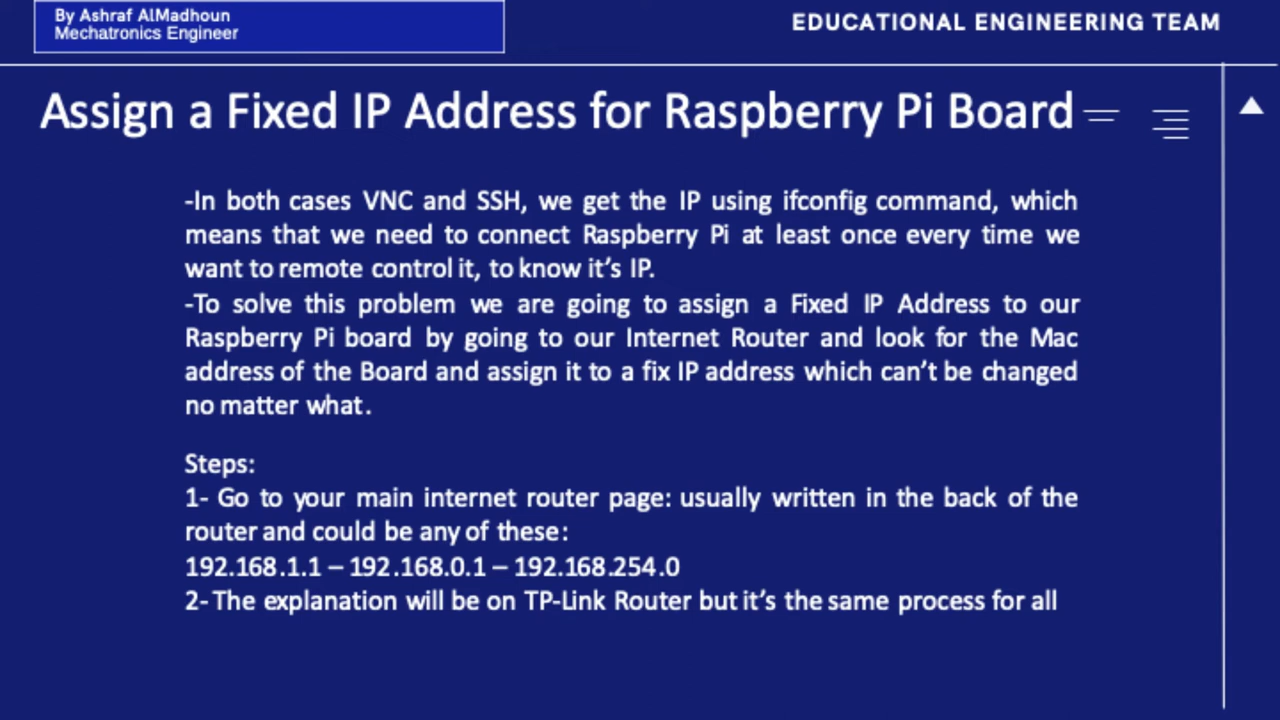 By Ashraf AlMadhoun
Mechatronics Engineer
EDUCATIONAL ENGINEERING TEAM
Assign a Fixed IP Address for Raspberry Pi Board
-In both cases VNC and SSH, we get the IP using ifconfig command, which
means that we need to connect Raspberry Pi at least once every time we
want to remote control it, to know it's IP.
-To solve this problem we are going to assign a Fixed IP Address to our
Raspberry Pi board by going to our Internet Router and look for the Mac
address of the Board and assign it to a fix IP address which can't be changed
no matter what.
Steps:
1- Go to your main internet router page: usually written in the back of the
router and could be any of these:
192.168.1.1 – 192.168.0.1 – 192.168.254.0
2- The explanation will be on TP-Link Router but it's the same process for all